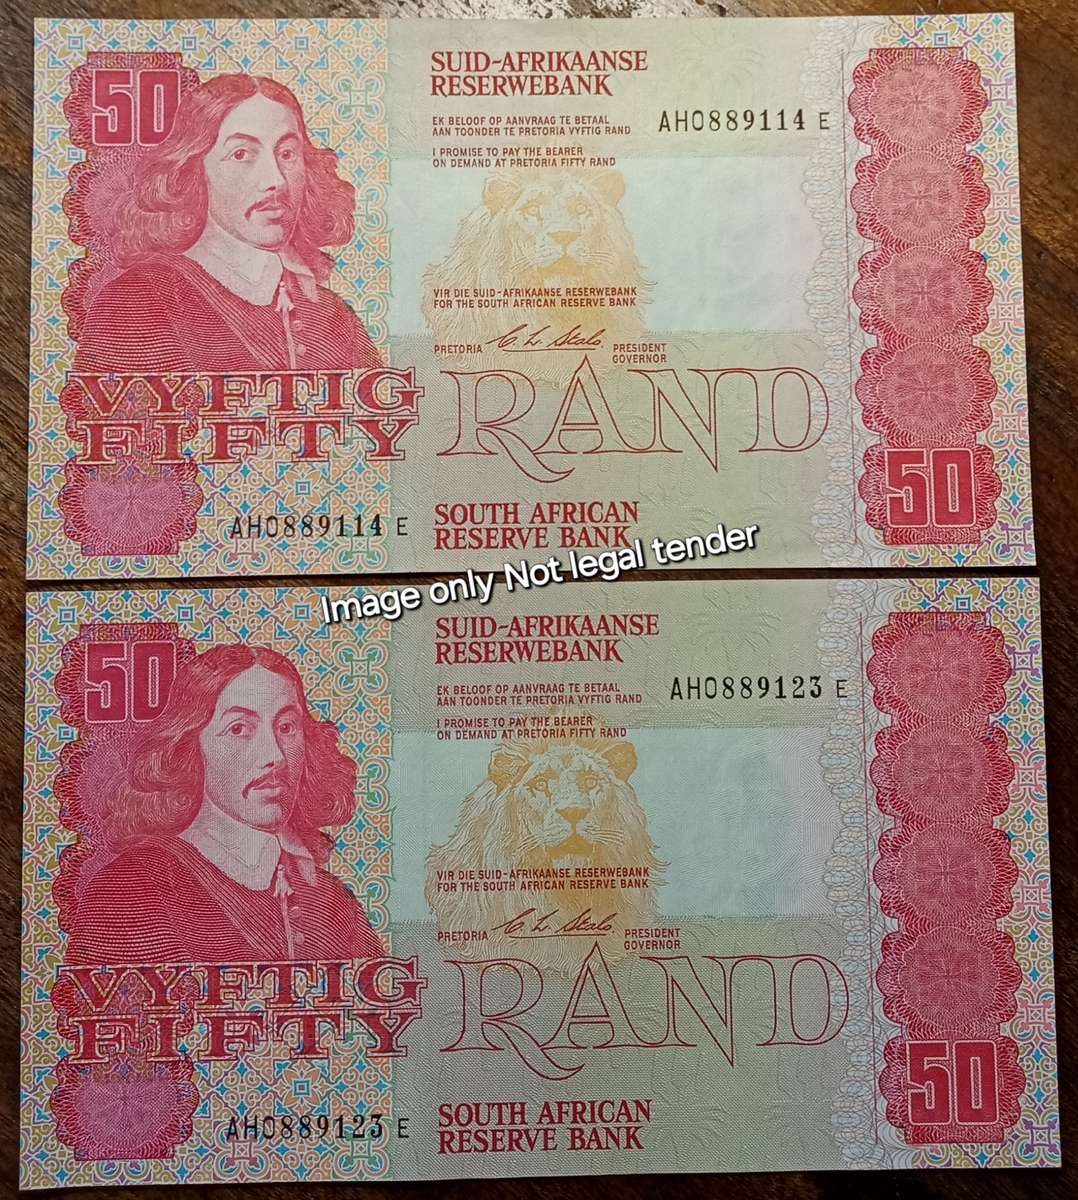 50
SUID-AFRIKAANSE
RESERWEBANK
EK BELOOF OP AANVRAAG TE BETAAL
AAN TOONDER TE PRETORIA VYFTIG RAND
AH0889114 E
I PROMISE TO PAY THE BEARER
ON DEMAND AT PRETORIA FIFTY RAND
VIR DIE SUID-AFRIKAANSE RESERWEBANK
FOR THE SOUTH AFRICAN RESERVE BANK
PRETORIA C L Stals PRESIDENT
GOVERNOR
VYFTIG
FIFTY
RAND
50
AH0889114 E
SOUTH AFRICAN
RESERVE BANK
Image only Not legal tender
50
SUID-AFRIKAANSE
RESERWEBANK
EK BELOOF OP AANVRAAG TE BETAAL
AAN TOONDER TE PRETORIA VYFTIG RAND
AH0889123 E
I PROMISE TO PAY THE BEARER
ON DEMAND AT PRETORIA FIFTY RAND
VIR DIE SUID-AFRIKAANSE RESERWEBANK
FOR THE SOUTH AFRICAN RESERVE BANK
PRETORIA C L Stals PRESIDENT
GOVERNOR
VYFTIG
FIFTY
RAND
50
AH0889123 E
SOUTH AFRICAN
RESERVE BANK